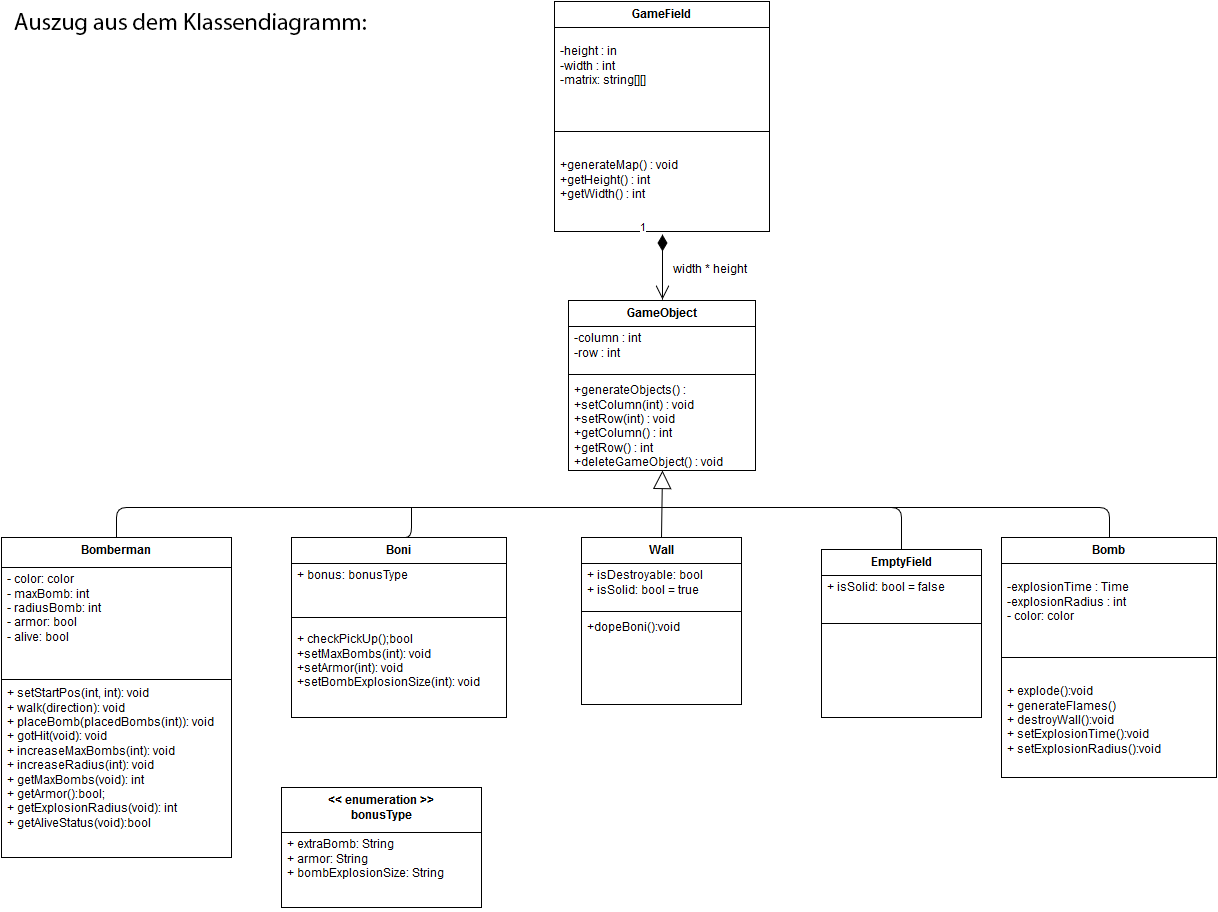 Auszug aus dem Klassendiagramm:
GameField
-height : in
-width : int
-matrix: string[][]
+generateMap() : void
+getHeight() : int
+getWidth() : int
1
width * height
GameObject
-column : int
-row : int
+generateObjects() :
+setColumn(int) : void
+setRow(int) : void
+getColumn() : int
+getRow() : int
+deleteGameObject() : void
Bomberman
- color: color
- maxBomb: int
- radiusBomb: int
- armor: bool
- alive: bool
+ setStartPos(int, int): void
+ walk(direction): void
+ placeBomb(placedBombs(int)): void
+ gotHit(void): void
+ increaseMaxBombs(int): void
+ increaseRadius(int): void
+ getMaxBombs(void): int
+ getArmor():bool;
+ getExplosionRadius(void): int
+ getAliveStatus(void):bool
Boni
+ bonus: bonusType
+ checkPickUp();bool
+setMaxBombs(int): void
+setArmor(int): void
+setBombExplosionSize(int): void
Wall
+ isDestroyable: bool
+ isSolid: bool = true
+dopeBoni():void
EmptyField
+ isSolid: bool = false
Bomb
-explosionTime : Time
-explosionRadius : int
- color: color
+ explode():void
+ generateFlames()
+ destroyWall():void
+ setExplosionTime():void
+ setExplosionRadius():void
<< enumeration >>
bonusType
+ extraBomb: String
+ armor: String
+ bombExplosionSize: String